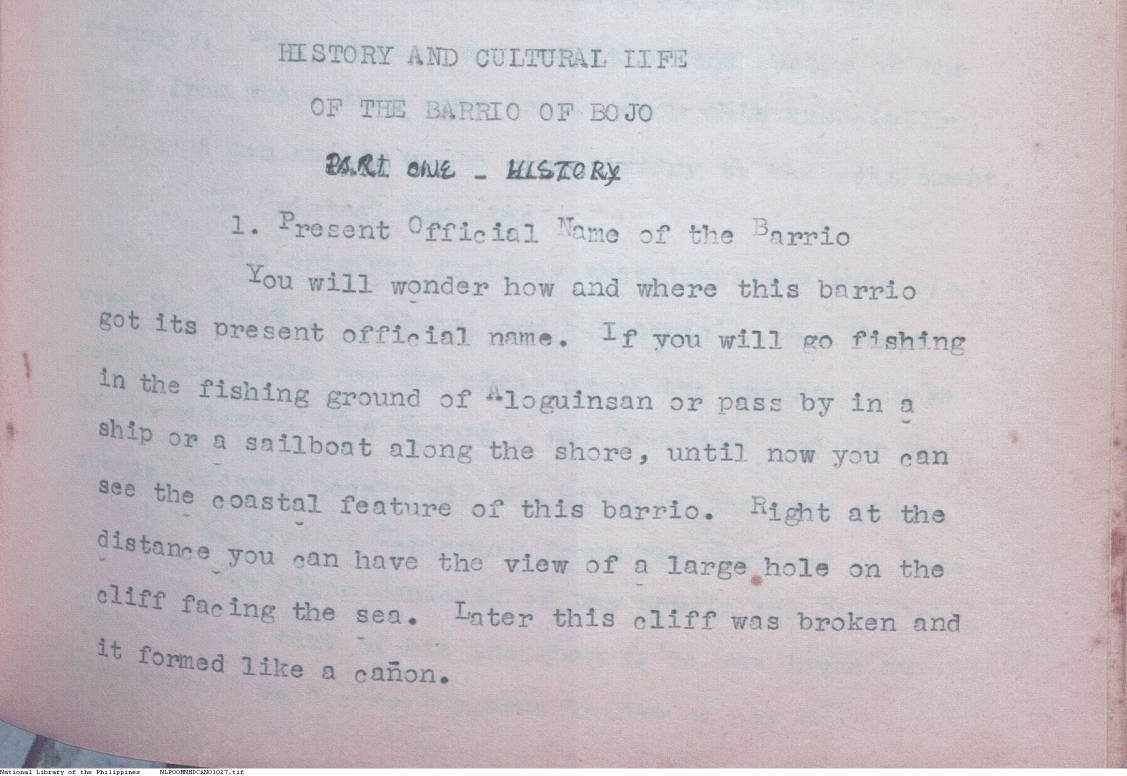 HISTORY AND CULTURAL LIFE
OF THE BARRIO OF BOJO
PART ONE - HISTORY
1. Present Official Name of the Barrio
You will wonder how and where this barrio
got its present official name. If you will go fishing
in the fishing ground of Aloguinsan or pass by in a
ship or a sailboat along the shore, until now you can
see the coastal feature of this barrio. Right at the
distance you can have the view of a large hole on the
cliff facing the sea. Later this cliff was broken and
it formed like a cañon.
National Library of the Philippines NLPOOMNHDCAN01027.tif